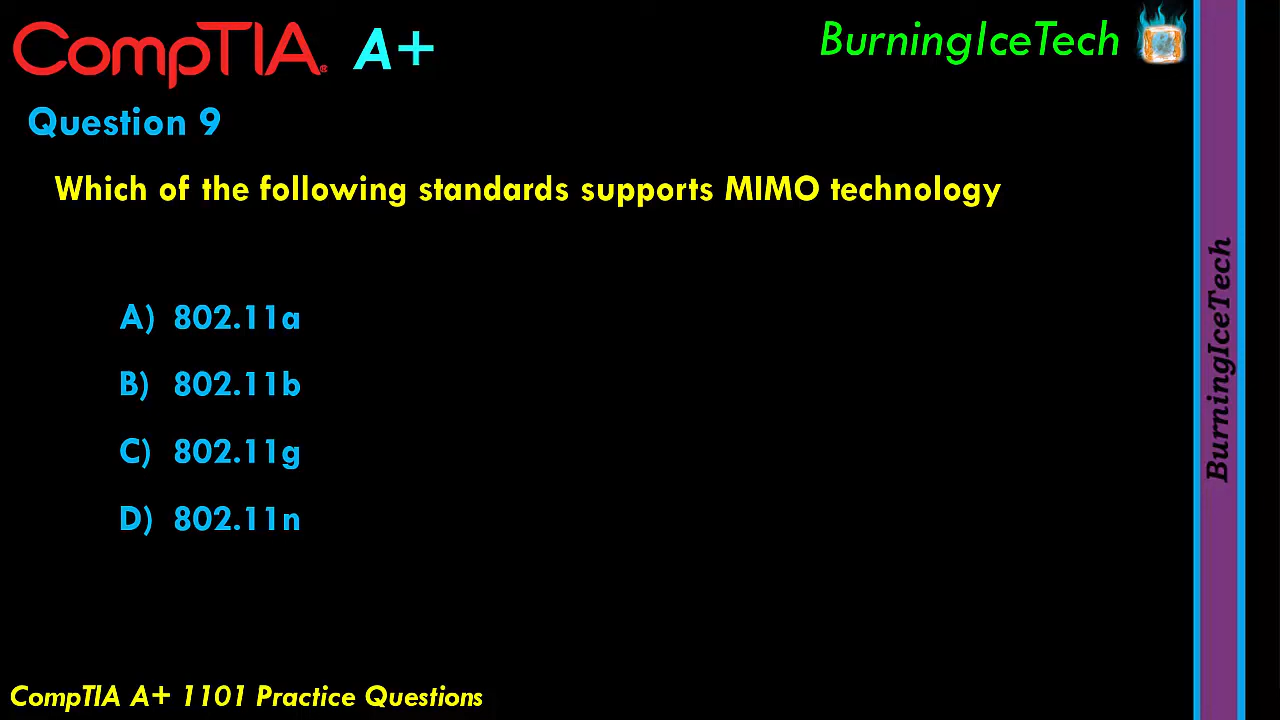 CompTIA® A+
BurningIceTech
Question 9
Which of the following standards supports MIMO technology
A) 802.11a
B) 802.11b
C) 802.11g
D) 802.11n
BurningIceTech
CompTIA A+ 1101 Practice Questions